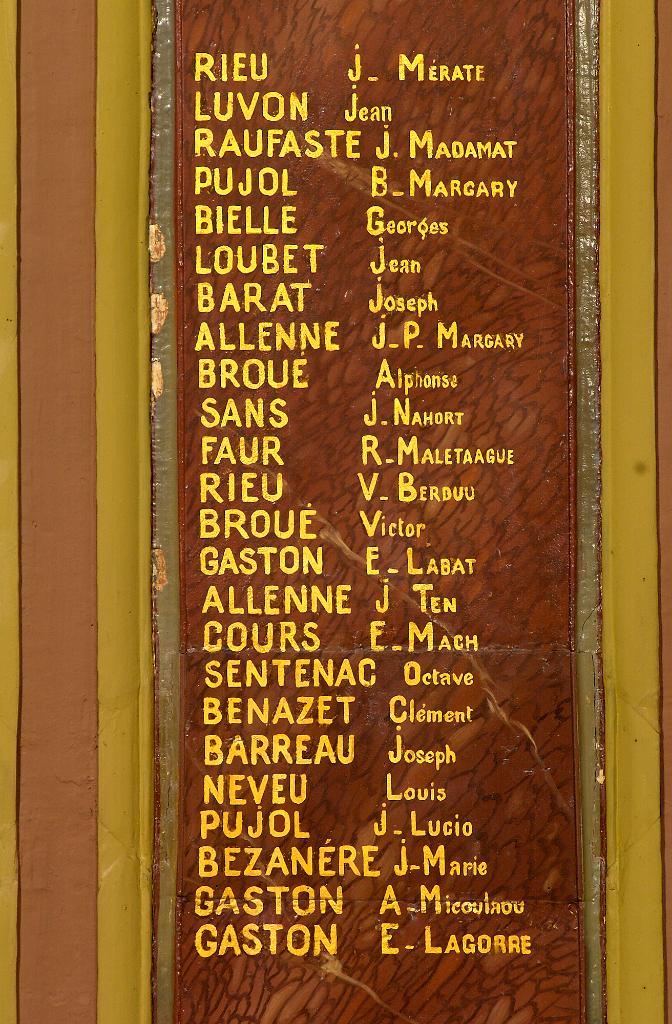 RIEU J- MÉRATE
LUVON Jean
RAUFASTE J. MADAMAT
PUJOL B- MARGARY
BIELLE Georges
LOUBET Jean
BARAT Joseph
ALLENNE J-P- MARGARY
BROUÉ Alphonse
SANS J-NAHORT
FAUR R-MALETAAGUE
RIEU V- BERDUU
BROUÉ Victor
GASTON E-LABAT
ALLENNE J TEN
COURS E-MACH
SENTENAC Octave
BENAZET Clément
BARREAU Joseph
NEVEU Louis
PUJOL J-Lucio
BEZANÉRE J-Marie
GASTON A-Micoulaou
GASTON E-LAGORRE